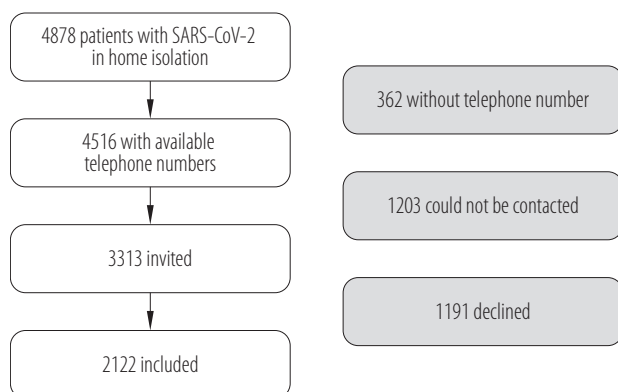 4878 patients with SARS-CoV-2
in home isolation
362 without telephone number
4516 with available
telephone numbers
1203 could not be contacted
3313 invited
1191 declined
2122 included